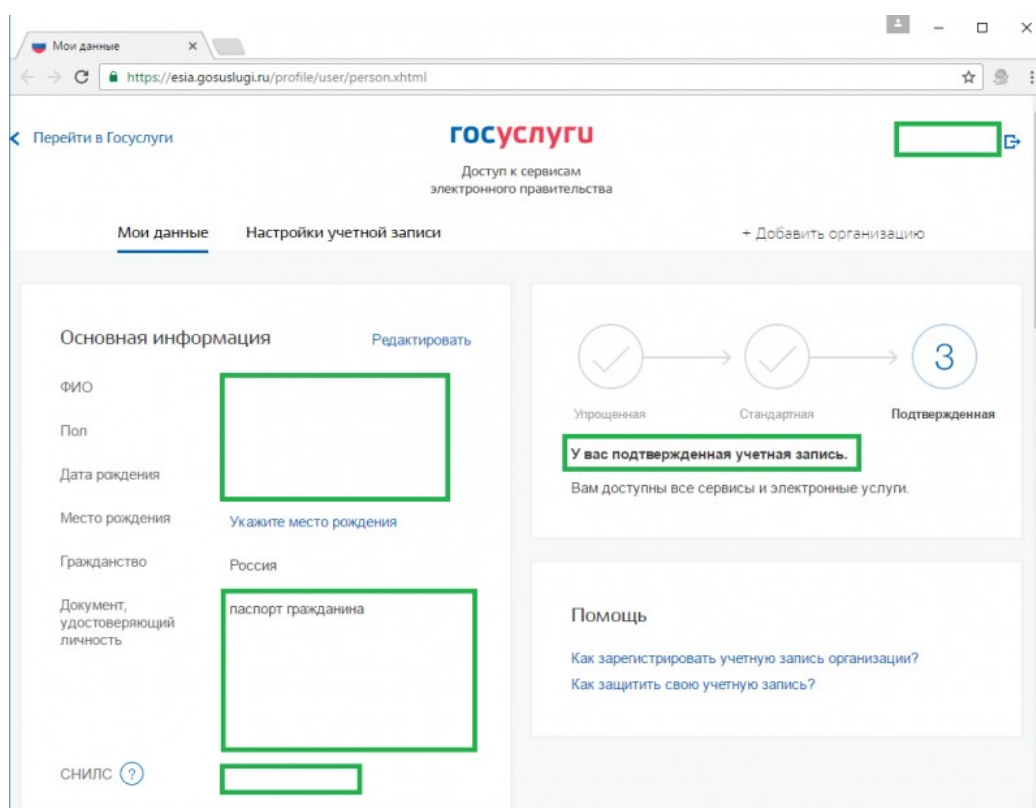 Мои данные
https://esia.gosuslugi.ru/profile/user/person.xhtml
Перейти в Госуслуги
госуслуги
Доступ к сервисам
электронного правительства
Мои данные
Настройки учетной записи
+ Добавить организацию
Основная информация
Редактировать
ФИО
Пол
Дата рождения
Место рождения
Укажите место рождения
Гражданство
Россия
Документ,
удостоверяющий
личность
паспорт гражданина
СНИЛС ?
3
Упрощенная
Стандартная
Подтвержденная
У вас подтвержденная учетная запись.
Вам доступны все сервисы и электронные услуги.
Помощь
Как зарегистрировать учетную запись организации?
Как защитить свою учетную запись?